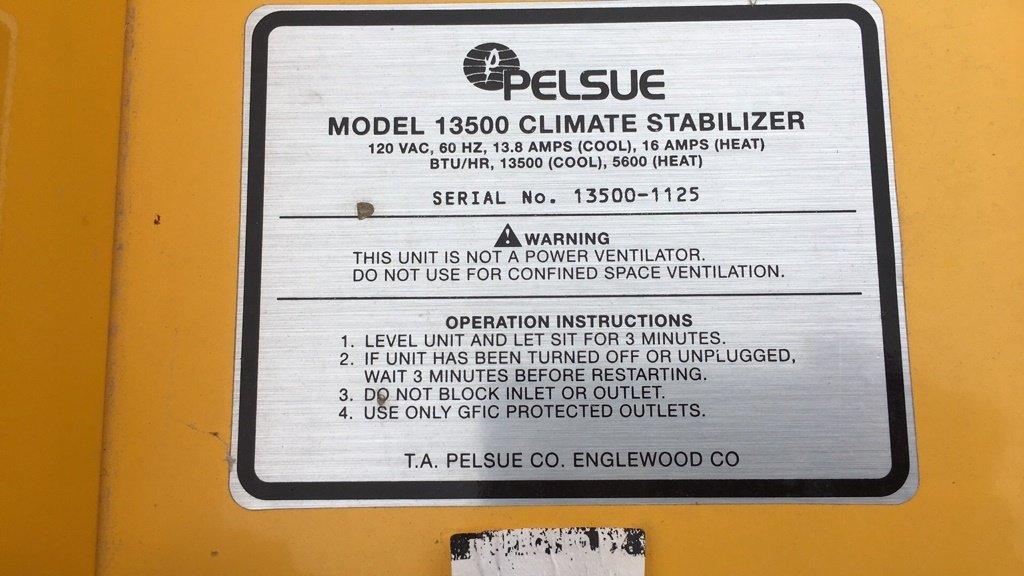 PELSUE
MODEL 13500 CLIMATE STABILIZER
120 VAC, 60 HZ, 13.8 AMPS (COOL), 16 AMPS (HEAT)
BTU/HR, 13500 (COOL), 5600 (HEAT)
SERIAL No. 13500-1125
WARNING
THIS UNIT IS NOT A POWER VENTILATOR.
DO NOT USE FOR CONFINED SPACE VENTILATION.
OPERATION INSTRUCTIONS
1. LEVEL UNIT AND LET SIT FOR 3 MINUTES.
2. IF UNIT HAS BEEN TURNED OFF OR UNPLUGGED,
WAIT 3 MINUTES BEFORE RESTARTING.
3. DO NOT BLOCK INLET OR OUTLET.
4. USE ONLY GFIC PROTECTED OUTLETS.
T.A. PELSUE CO. ENGLEWOOD CO